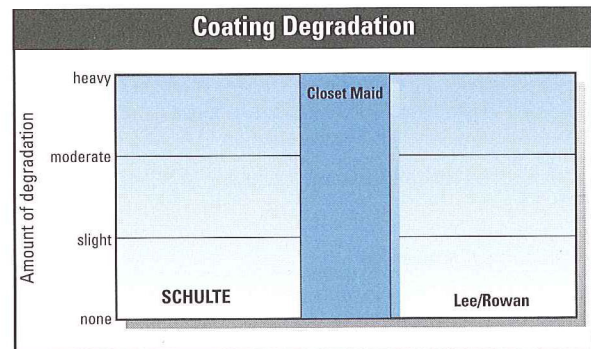 Coating Degradation
Amount of degradation
heavy
Closet Maid
moderate
slight
SCHULTE
Lee/Rowan
none